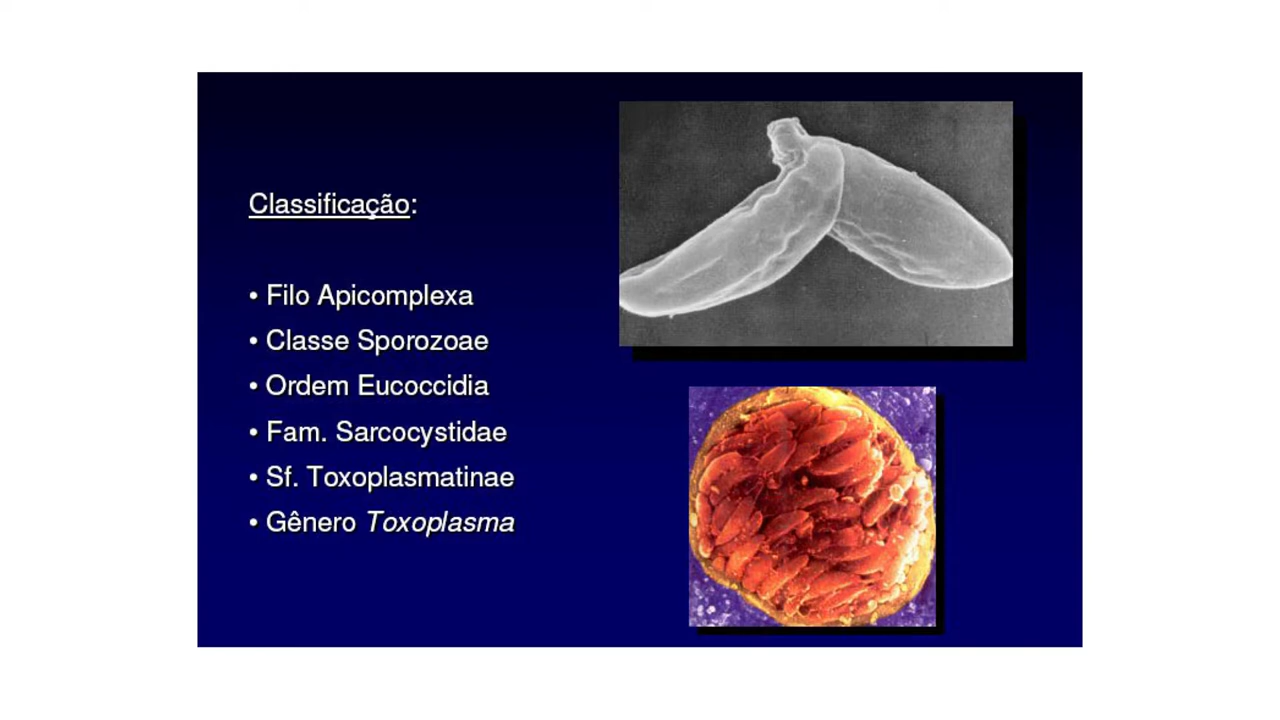 Classificação:
• Filo Apicomplexa
• Classe Sporozoae
• Ordem Eucoccidia
• Fam. Sarcocystidae
• Sf. Toxoplasmatinae
• Gênero Toxoplasma